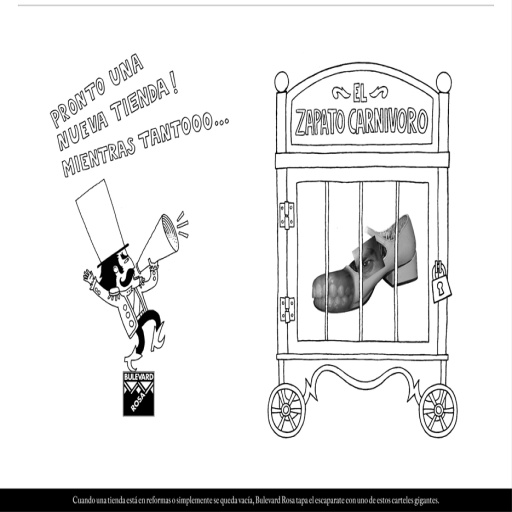 PRONTO UNA
NUEVA TIENDA!
MIENTRAS TANTOOO...
EL
ZAPATO CARNIVORO
BULEVARD
ROSA
Cuando una tienda está en reformas o simplemente se queda vacía, Bulevard Rosa tapa el escaparate con uno de estos carteles gigantes.